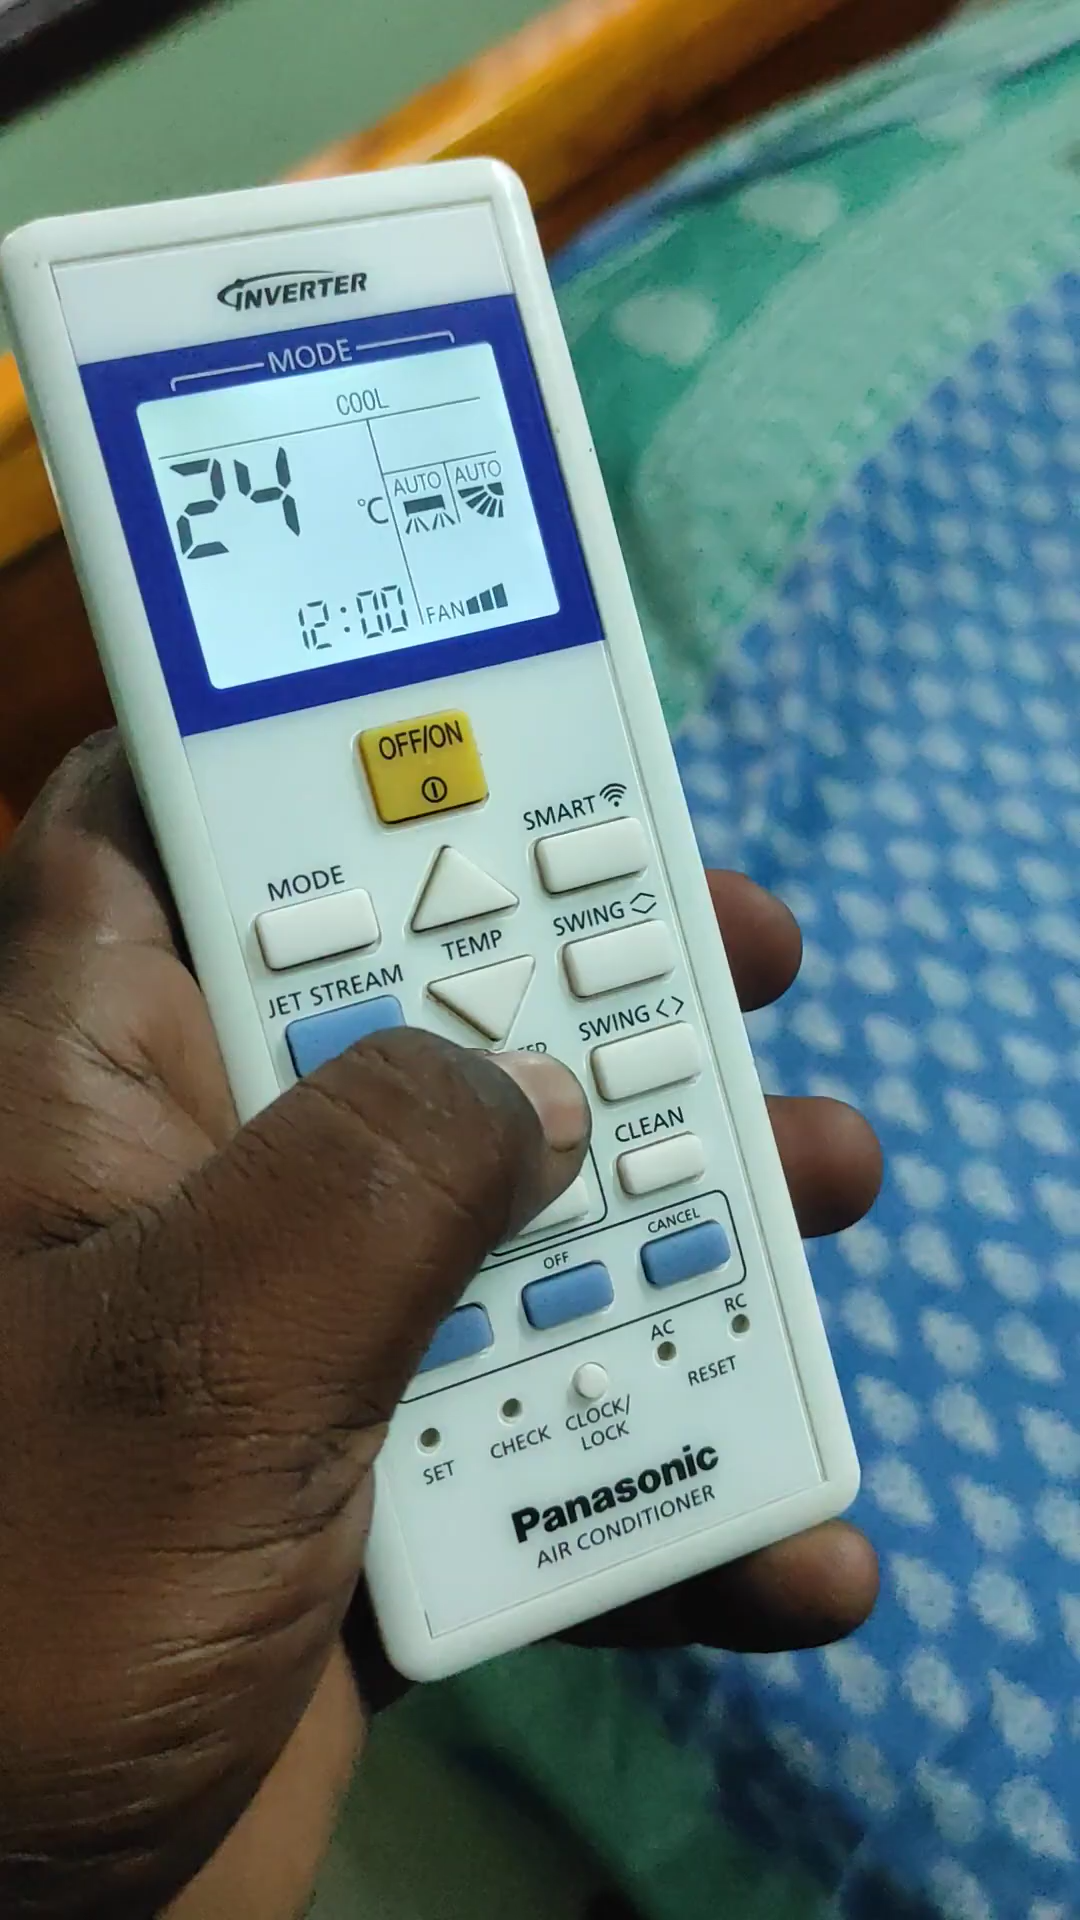 INVERTER
MODE
COOL
24 °C
AUTO AUTO
12:00 FAN
OFF/ON
SMART
MODE
SWING
TEMP
JET STREAM
SWING
CLEAN
CANCEL
OFF
RC
AC
RESET
CLOCK/
LOCK
CHECK
SET
Panasonic
AIR CONDITIONER